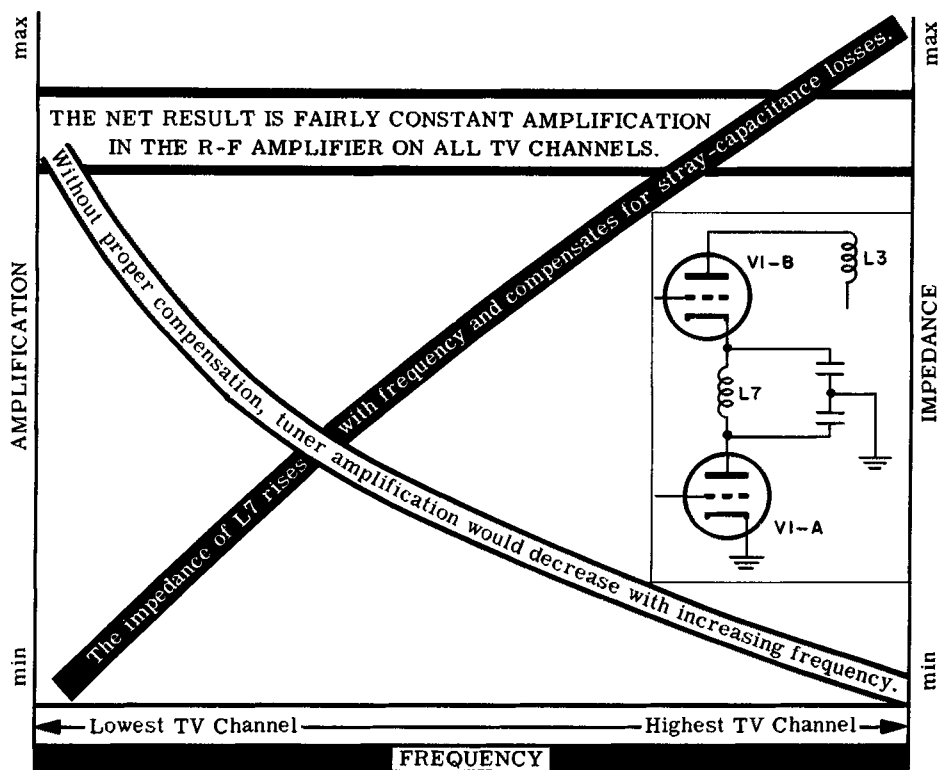 max
max
THE NET RESULT IS FAIRLY CONSTANT AMPLIFICATION
IN THE R-F AMPLIFIER ON ALL TV CHANNELS.
The impedance of L7 rises with frequency and compensates for stray-capacitance losses.
Without proper compensation, tuner amplification would decrease with increasing frequency.
AMPLIFICATION
IMPEDANCE
V1-B
L3
L7
V1-A
min
min
Lowest TV Channel
Highest TV Channel
FREQUENCY